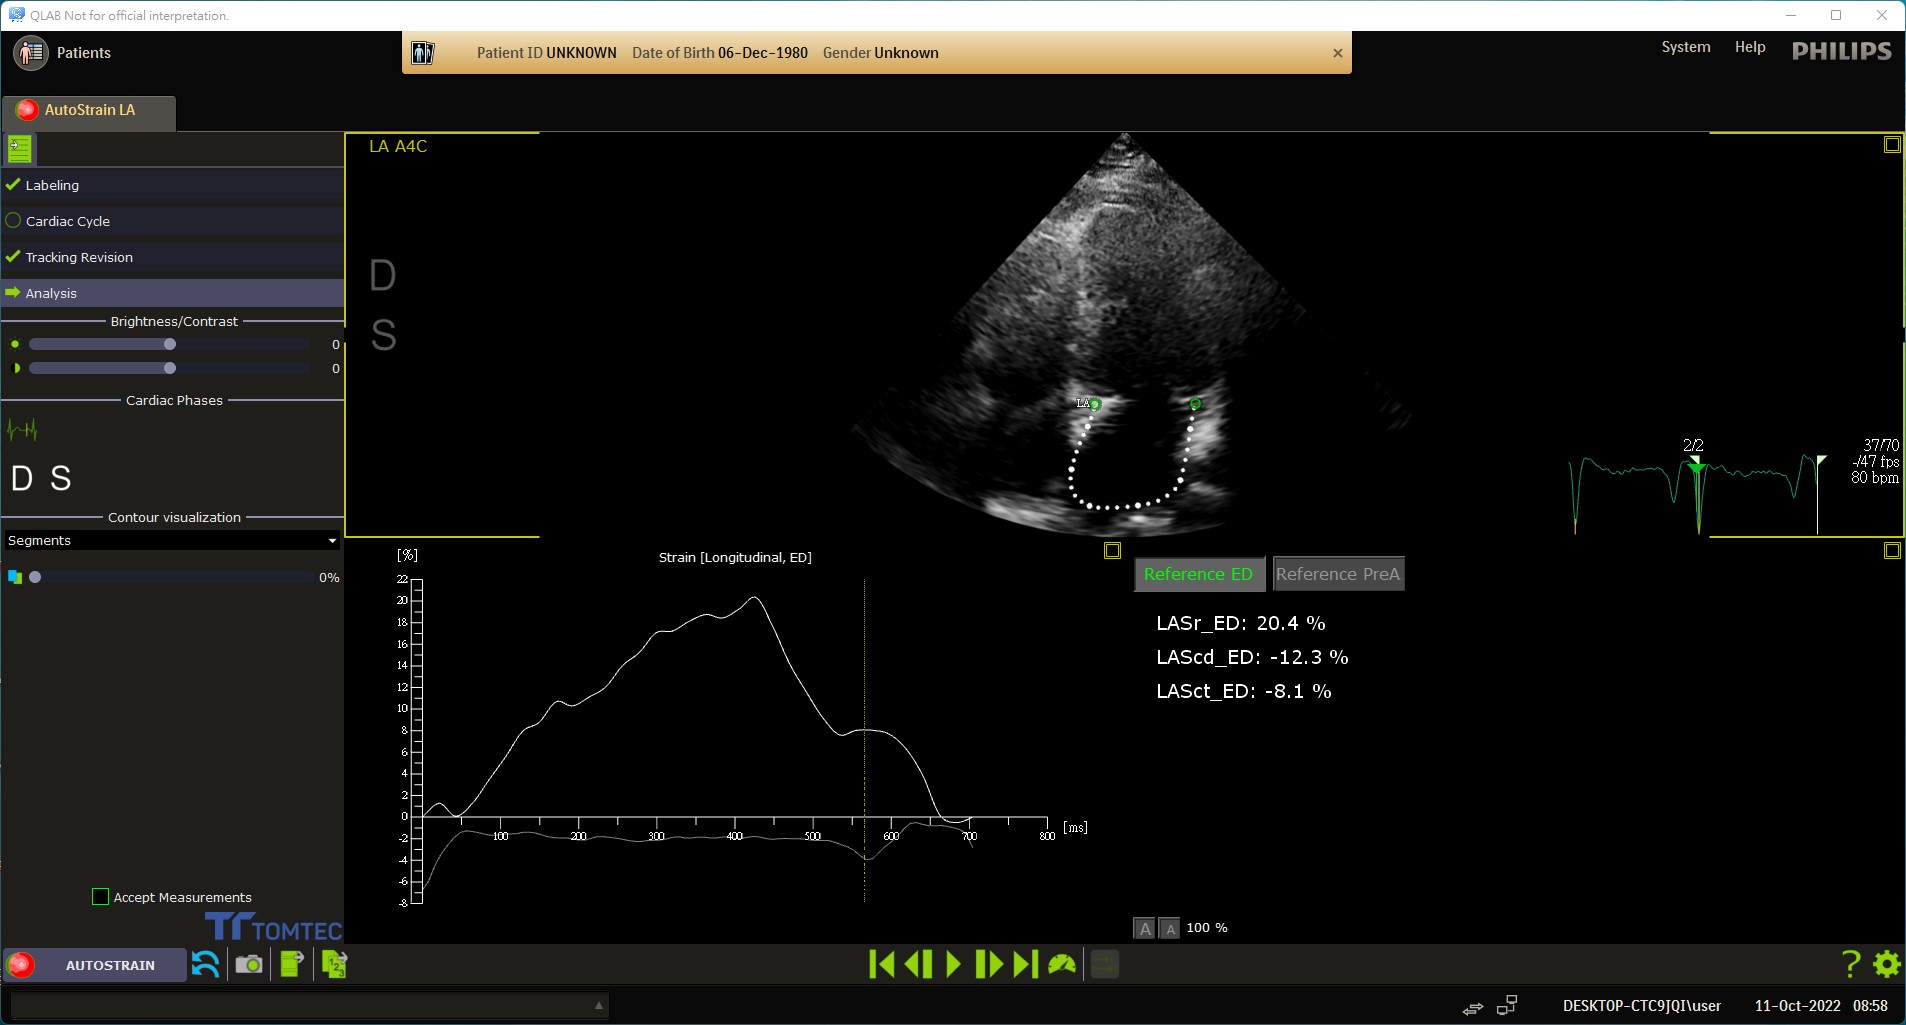 QLAB Not for official interpretation.
Patients
Patient ID UNKNOWN Date of Birth 06-Dec-1980 Gender Unknown
System Help PHILIPS
AutoStrain LA
Labeling
Cardiac Cycle
Tracking Revision
Analysis
Brightness/Contrast
0
0
Cardiac Phases
D S
Contour visualization
Segments
0%
Accept Measurements
TOMTEC
LA A4C
D
S
LA
2/2
37/70
-/47 fps
80 bpm
[%]
Strain [Longitudinal, ED]
22
20
18
16
14
12
10
8
6
4
2
0
-2
-4
-6
-8
100 200 300 400 500 600 700 800 [ms]
Reference ED Reference PreA
LASr_ED: 20.4 %
LAScd_ED: -12.3 %
LASct_ED: -8.1 %
A A 100 %
AUTOSTRAIN
123
?
DESKTOP-CTC9JQI\user 11-Oct-2022 08:58